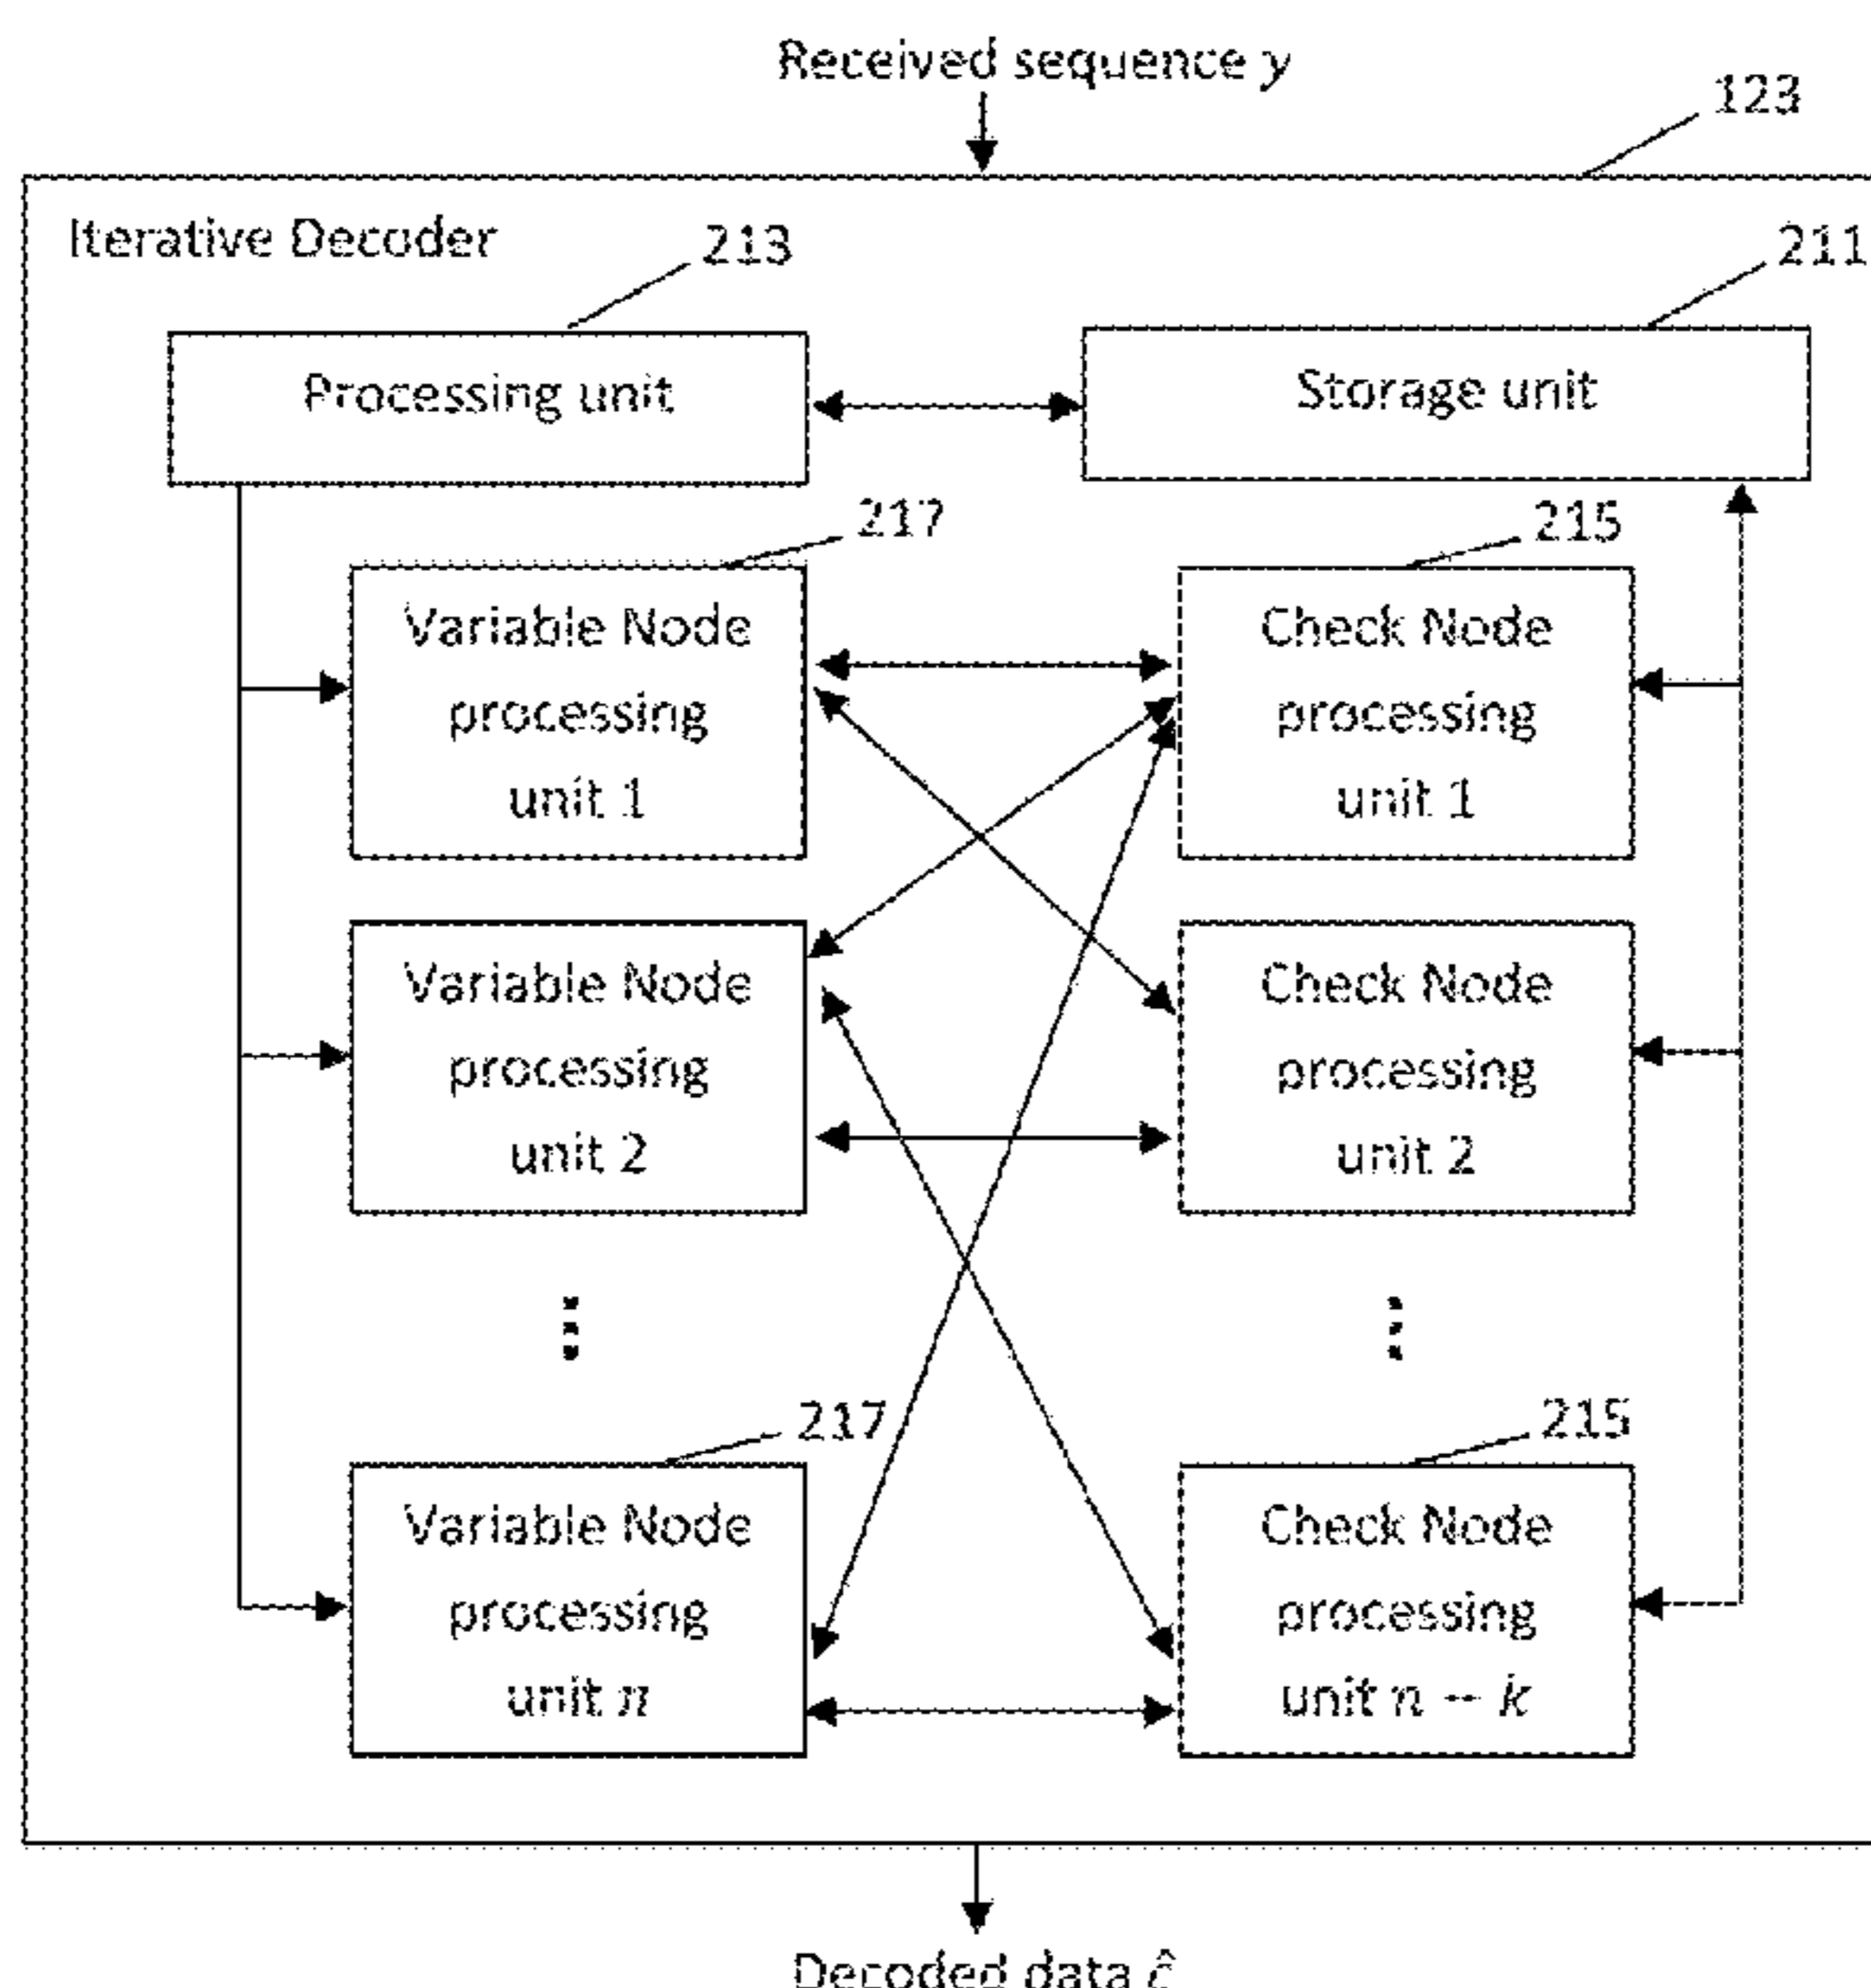 Received sequence y
123
Iterative Decoder
213
211
Processing unit
Storage unit
217
215
Variable Node
processing
unit 1
Check Node
processing
unit 1
Variable Node
processing
unit 2
Check Node
processing
unit 2
217
215
Variable Node
processing
unit n
Check Node
processing
unit n - k
Decoded data ĉ